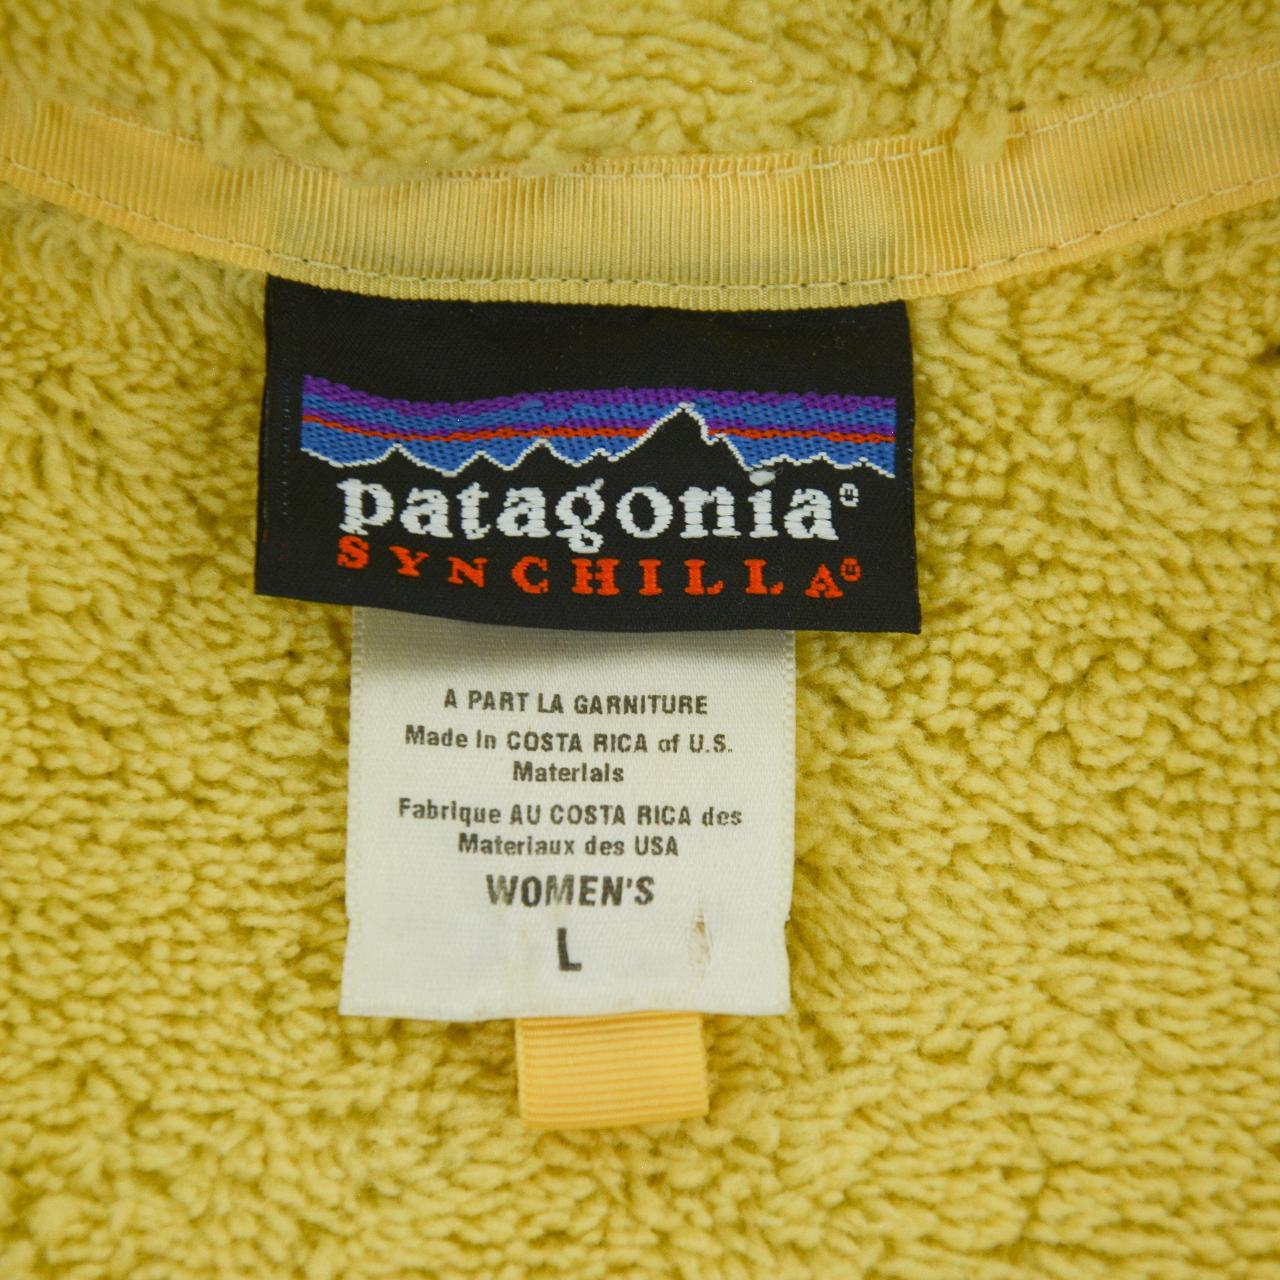 patagonia®
SYNCHILLA®
A PART LA GARNITURE
Made in COSTA RICA of U.S.
Materials
Fabrique AU COSTA RICA des
Materiaux des USA
WOMEN'S
L